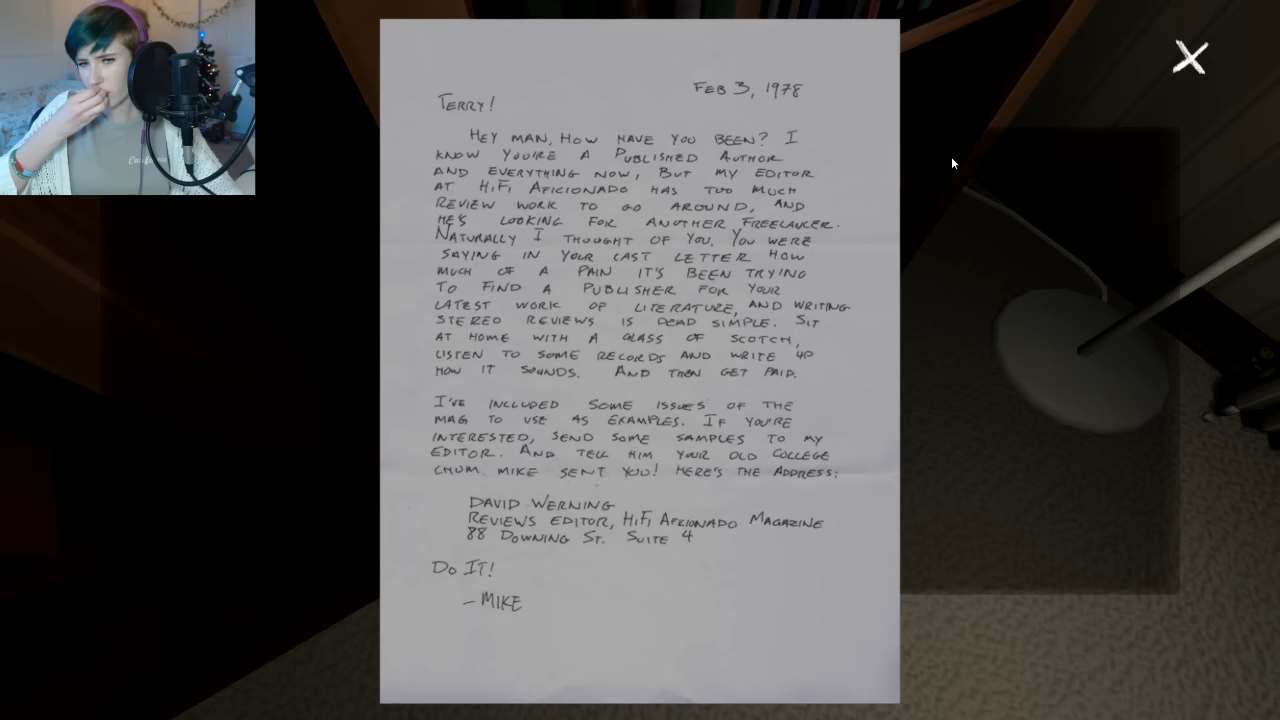 FEB 3, 1978
TERRY!
HEY MAN, HOW HAVE YOU BEEN? I
KNOW YOU'RE A PUBLISHED AUTHOR
AND EVERYTHING NOW, BUT MY EDITOR
AT HIFI AFICIONADO HAS TOO MUCH
REVIEW WORK TO GO AROUND, AND
HE'S LOOKING FOR ANOTHER FREELANCER.
NATURALLY I THOUGHT OF YOU. YOU WERE
SAYING IN YOUR LAST LETTER HOW
MUCH OF A PAIN IT'S BEEN TRYING
TO FIND A PUBLISHER FOR YOUR
LATEST WORK OF LITERATURE, AND WRITING
STEREO REVIEWS IS DEAD SIMPLE. SIT
AT HOME WITH A GLASS OF SCOTCH,
LISTEN TO SOME RECORDS AND WRITE UP
HOW IT SOUNDS. AND THEN GET PAID.
I'VE INCLUDED SOME ISSUES OF THE
MAG TO USE AS EXAMPLES. IF YOU'RE
INTERESTED, SEND SOME SAMPLES TO MY
EDITOR. AND TELL HIM YOUR OLD COLLEGE
CHUM MIKE SENT YOU! HERE'S THE ADDRESS:
DAVID WERNING
REVIEWS EDITOR, HIFI AFICIONADO MAGAZINE
88 DOWNING ST. SUITE 4
DO IT!
– MIKE